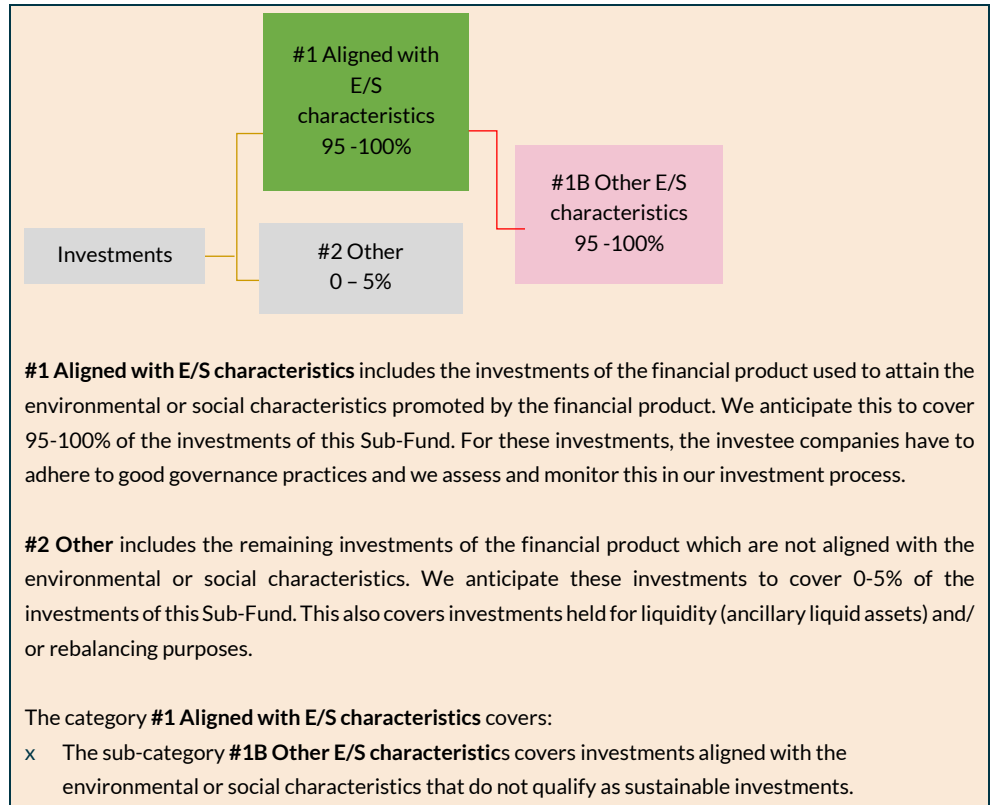 #1 Aligned with
E/S
characteristics
95 -100%
#1B Other E/S
characteristics
95 -100%
Investments
#2 Other
0 – 5%
#1 Aligned with E/S characteristics includes the investments of the financial product used to attain the
environmental or social characteristics promoted by the financial product. We anticipate this to cover
95-100% of the investments of this Sub-Fund. For these investments, the investee companies have to
adhere to good governance practices and we assess and monitor this in our investment process.
#2 Other includes the remaining investments of the financial product which are not aligned with the
environmental or social characteristics. We anticipate these investments to cover 0-5% of the
investments of this Sub-Fund. This also covers investments held for liquidity (ancillary liquid assets) and/
or rebalancing purposes.
The category #1 Aligned with E/S characteristics covers:
x The sub-category #1B Other E/S characteristics covers investments aligned with the
environmental or social characteristics that do not qualify as sustainable investments.